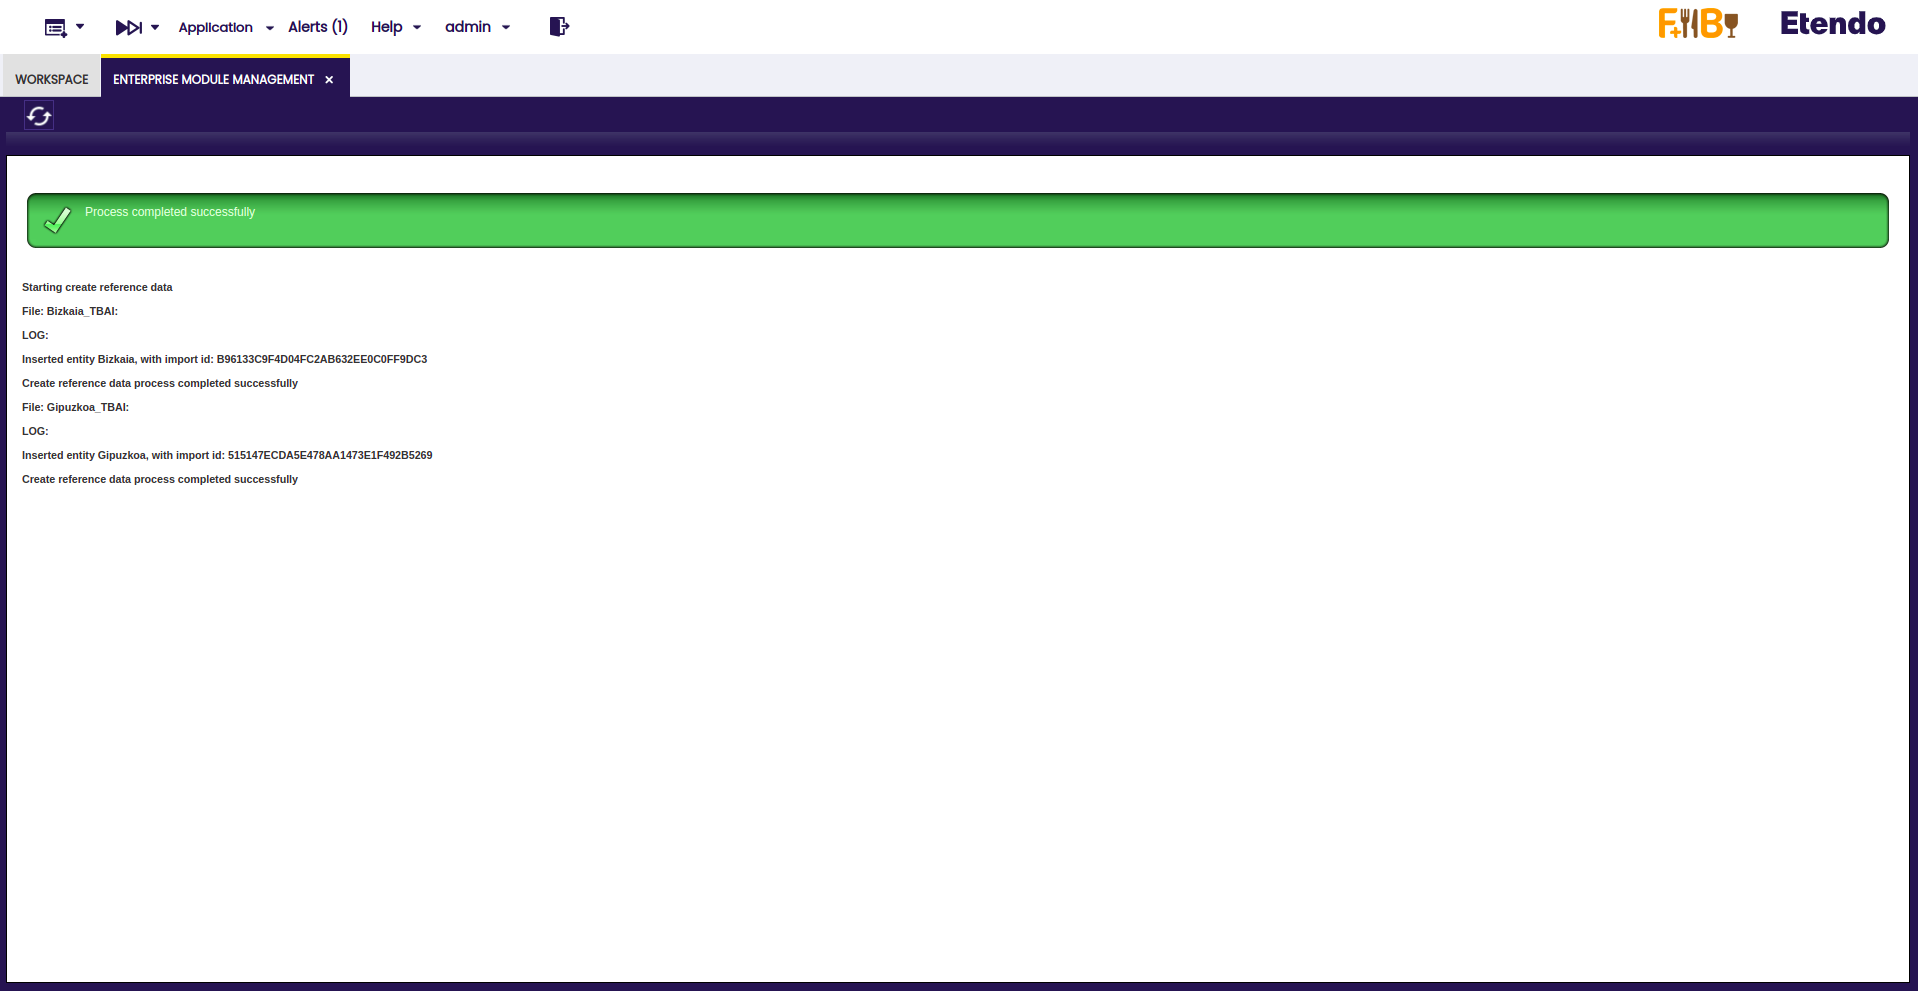 Application Alerts (1) Help admin F+B Etendo
WORKSPACE ENTERPRISE MODULE MANAGEMENT ×
Process completed successfully
Starting create reference data
File: Bizkaia_TBAI:
LOG:
Inserted entity Bizkaia, with import id: B96133C9F4D04FC2AB632EE0C0FF9DC3
Create reference data process completed successfully
File: Gipuzkoa_TBAI:
LOG:
Inserted entity Gipuzkoa, with import id: 515147ECDA5E478AA1473E1F492B5269
Create reference data process completed successfully